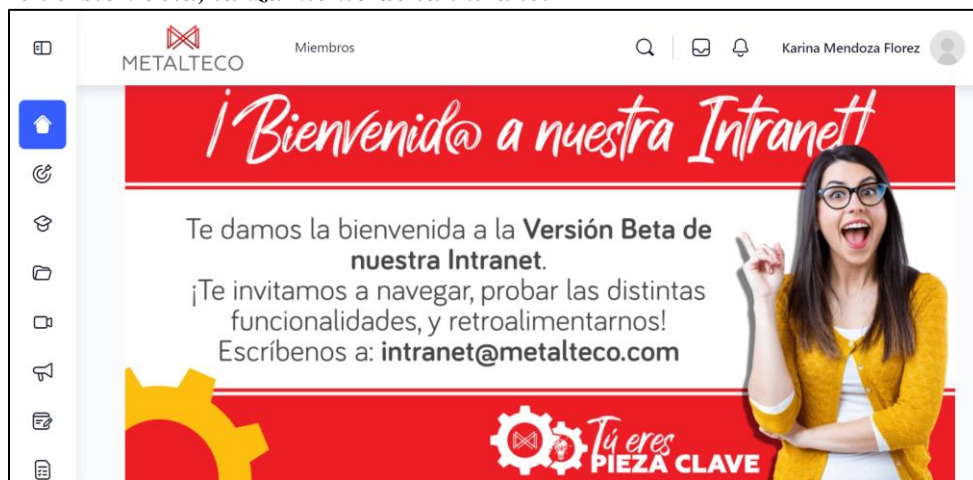 METALTECO
Miembros
Karina Mendoza Florez
¡Bienvenid@ a nuestra Intranet!
Te damos la bienvenida a la Versión Beta de
nuestra Intranet.
¡Te invitamos a navegar, probar las distintas
funcionalidades, y retroalimentarnos!
Escríbenos a: intranet@metalteco.com
Tú eres
PIEZA CLAVE